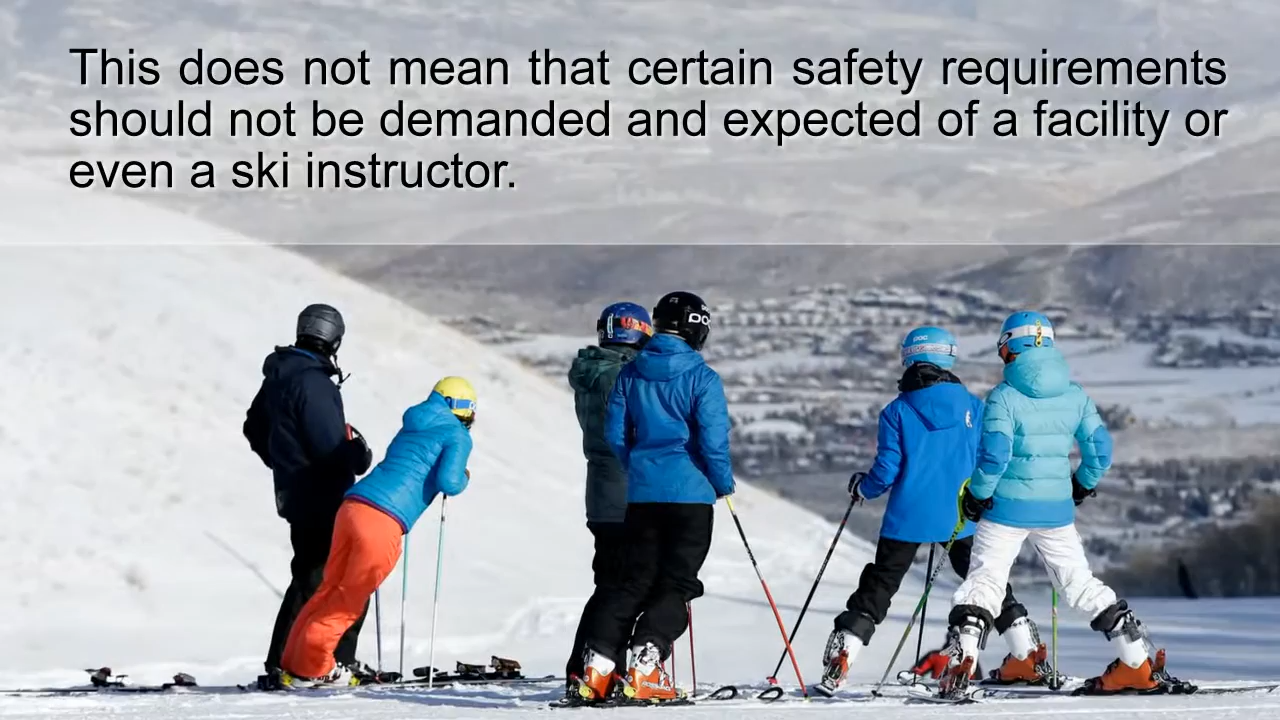 This does not mean that certain safety requirements
should not be demanded and expected of a facility or
even a ski instructor.
POC